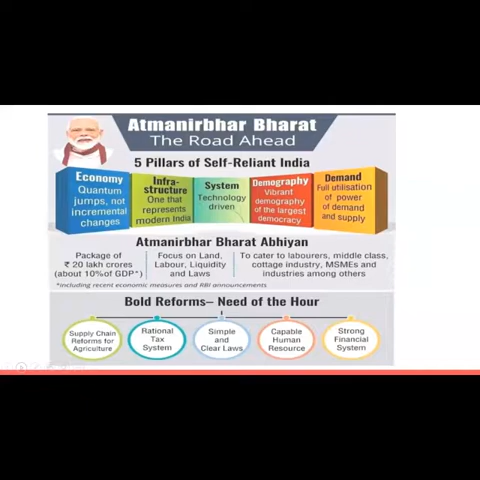 Atmanirbhar Bharat
The Road Ahead
5 Pillars of Self-Reliant India
Economy
Quantum
jumps, not
incremental
changes
Infra-
structure
One that
represents
modern India
System
Technology
driven
Demography
Vibrant
demography
of the largest
democracy
Demand
Full utilisation
of power
of demand
and supply
Atmanirbhar Bharat Abhiyan
Package of
₹ 20 lakh crores
(about 10% of GDP*)
Focus on Land,
Labour, Liquidity
and Laws
To cater to labourers, middle class,
cottage industry, MSMEs and
industries among others
*including recent economic measures and RBI announcements
Bold Reforms– Need of the Hour
Supply Chain
Reforms for
Agriculture
Rational
Tax
System
Simple
and
Clear Laws
Capable
Human
Resource
Strong
Financial
System